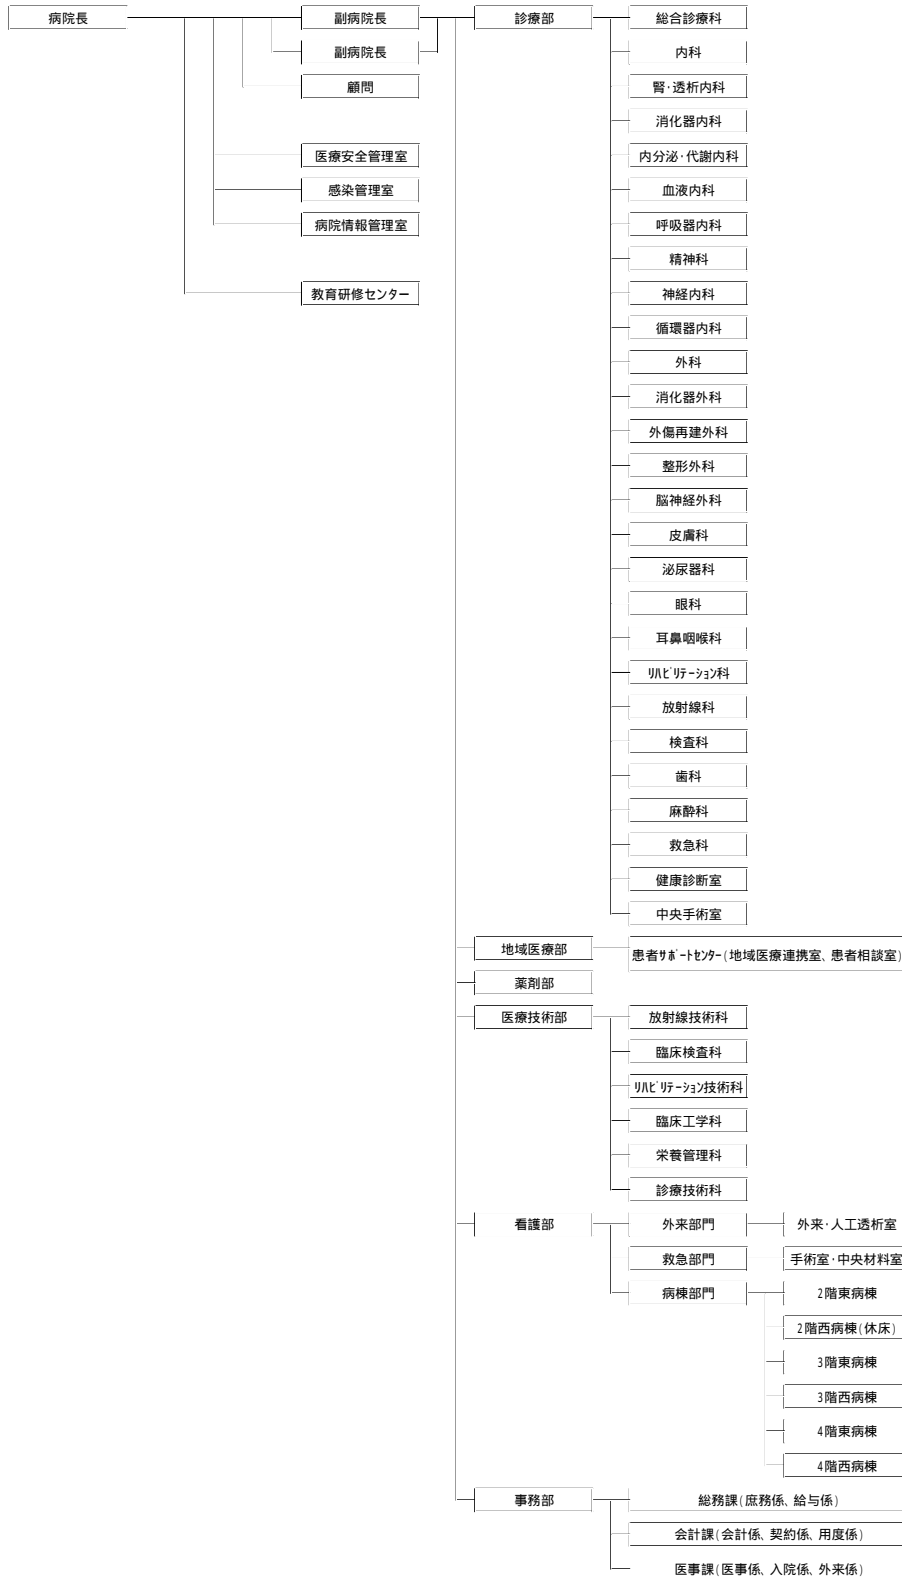 病院長 副病院長 診療部 総合診療科
副病院長 内科
顧問 腎・透析内科
消化器内科
医療安全管理室 内分泌・代謝内科
感染管理室 血液内科
病院情報管理室 呼吸器内科
精神科
教育研修センター 神経内科
循環器内科
外科
消化器外科
外傷再建外科
整形外科
脳神経外科
皮膚科
泌尿器科
眼科
耳鼻咽喉科
ﾘﾊﾋﾞﾘﾃｰｼｮﾝ科
放射線科
検査科
歯科
麻酔科
救急科
健康診断室
中央手術室
地域医療部 患者ｻﾎﾟｰﾄｾﾝﾀｰ(地域医療連携室、患者相談室)
薬剤部
医療技術部 放射線技術科
臨床検査科
ﾘﾊﾋﾞﾘﾃｰｼｮﾝ技術科
臨床工学科
栄養管理科
診療技術科
看護部 外来部門 外来・人工透析室
救急部門 手術室・中央材料室
病棟部門 2階東病棟
2階西病棟(休床)
3階東病棟
3階西病棟
4階東病棟
4階西病棟
事務部 総務課(庶務係、給与係)
会計課(会計係、契約係、用度係)
医事課(医事係、入院係、外来係)